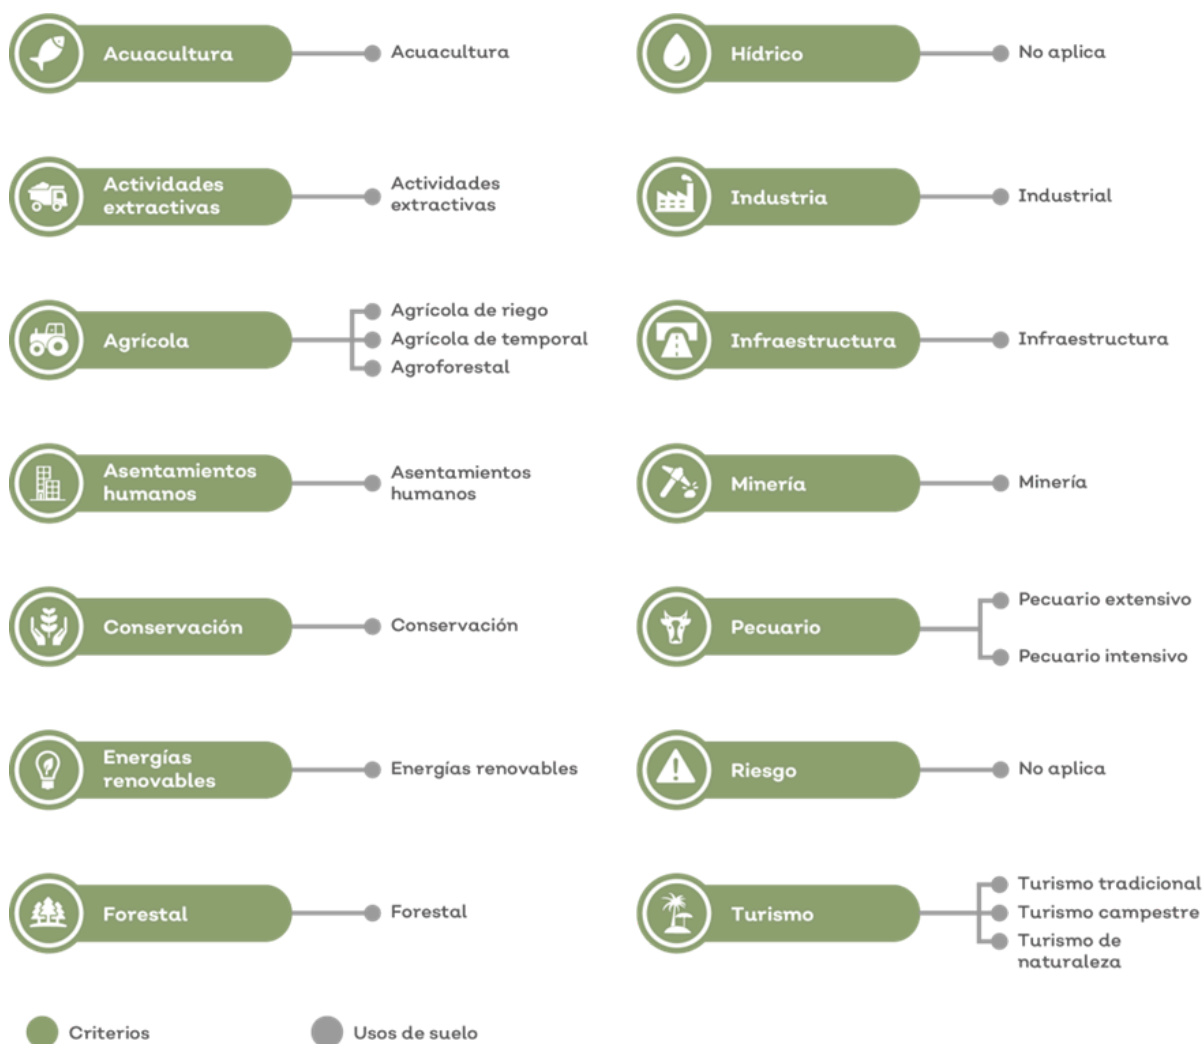 Acuacultura
Acuacultura
Actividades
extractivas
Actividades
extractivas
Agrícola
Agrícola de riego
Agrícola de temporal
Agroforestal
Asentamientos
humanos
Asentamientos
humanos
Conservación
Conservación
Energías
renovables
Energías renovables
Forestal
Forestal
Hídrico
No aplica
Industria
Industrial
Infraestructura
Infraestructura
Minería
Minería
Pecuario
Pecuario extensivo
Pecuario intensivo
Riesgo
No aplica
Turismo
Turismo tradicional
Turismo campestre
Turismo de
naturaleza
Criterios
Usos de suelo